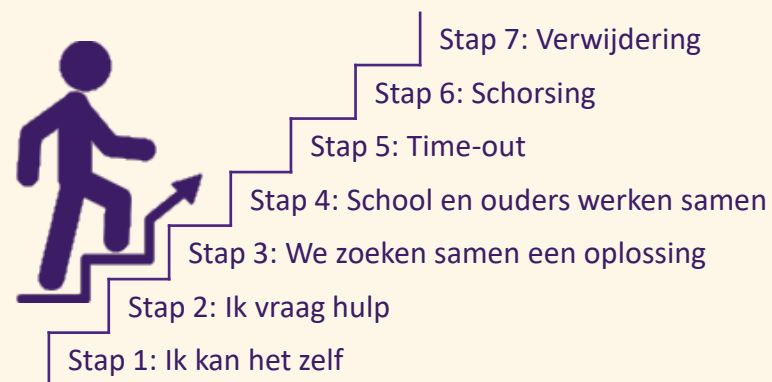 Stap 7: Verwijdering
Stap 6: Schorsing
Stap 5: Time-out
Stap 4: School en ouders werken samen
Stap 3: We zoeken samen een oplossing
Stap 2: Ik vraag hulp
Stap 1: Ik kan het zelf